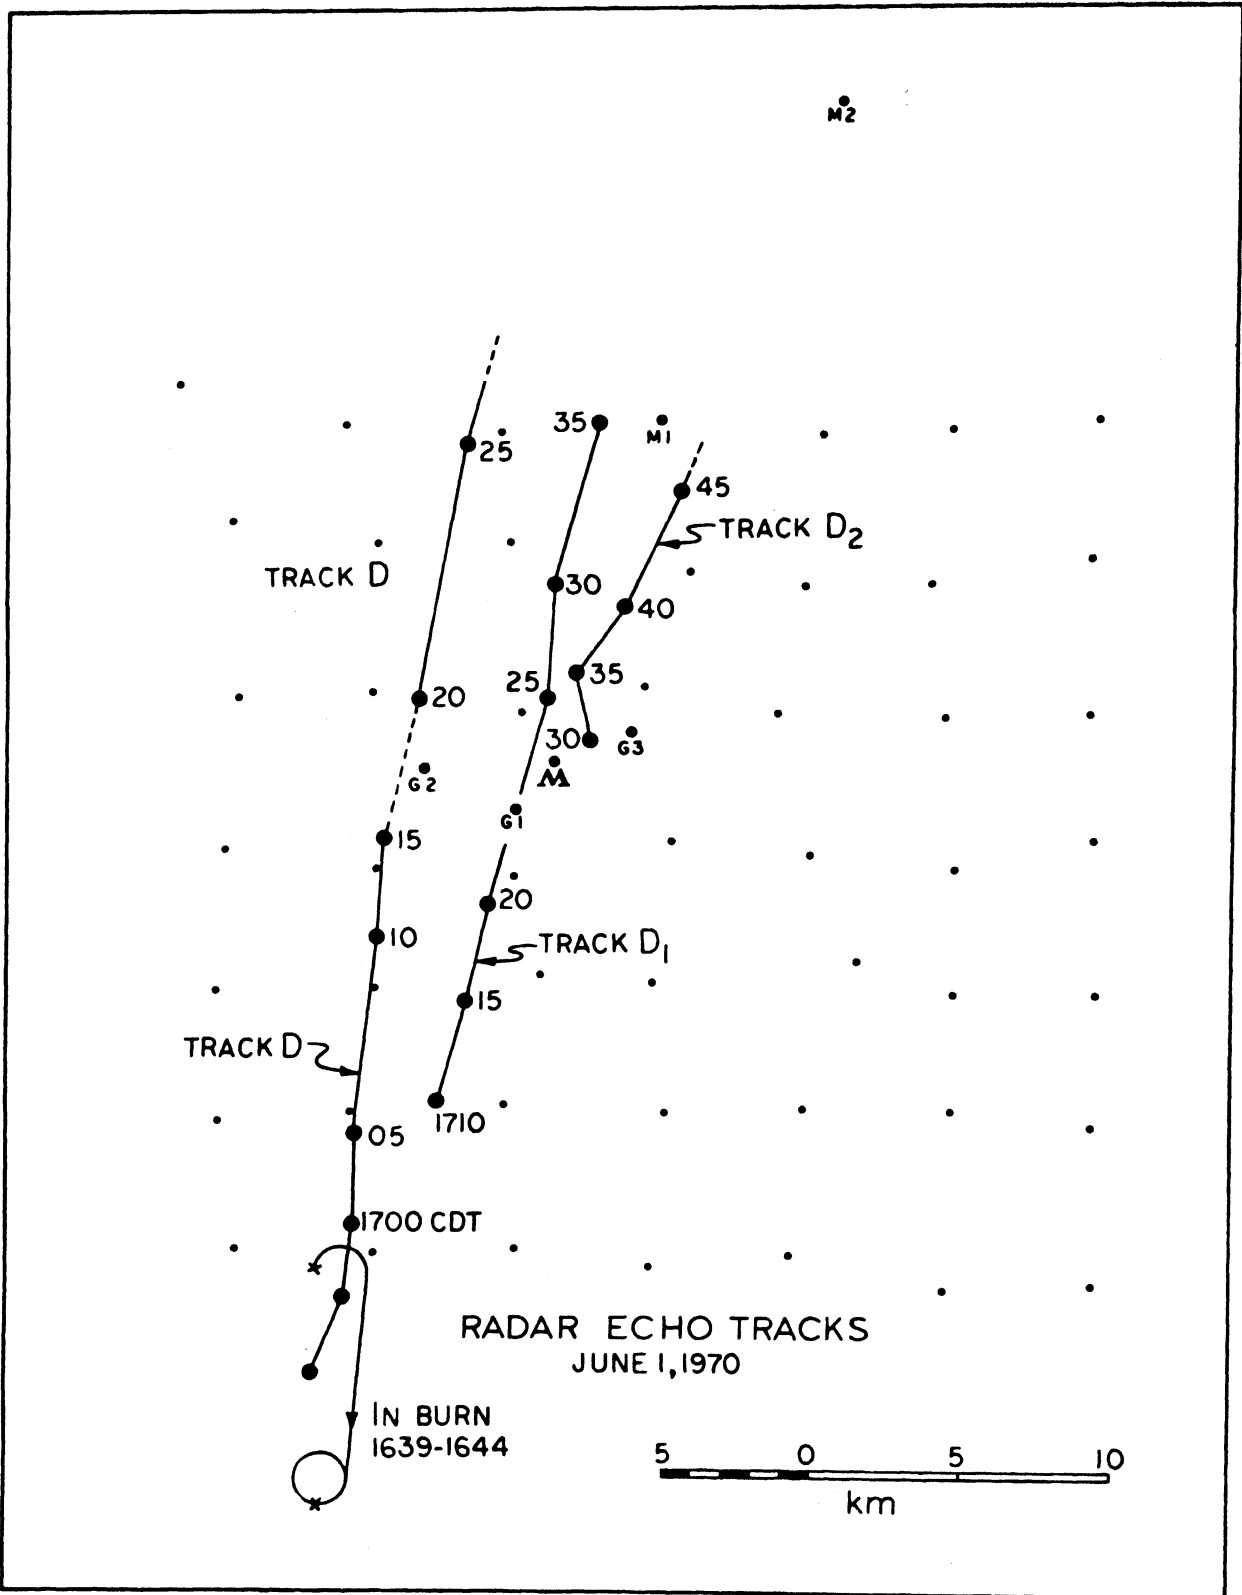 M2
35
M1
25
45
TRACK D2
TRACK D
30
40
35
25
20
30
G3
M
G2
G1
15
20
10
TRACK D1
15
TRACK D
1710
05
1700 CDT
RADAR ECHO TRACKS
JUNE 1, 1970
IN BURN
1639-1644
5 0 5 10
km